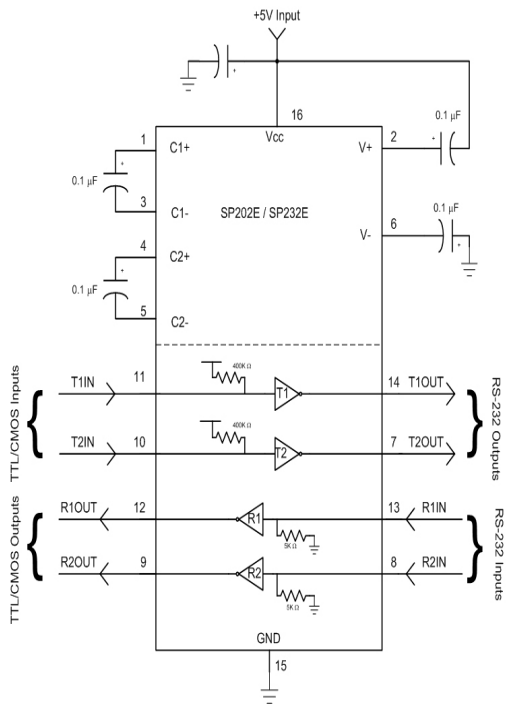 +5V Input
+
16
Vcc
0.1 µF
2
V+
+
1
C1+
+
0.1 µF
3
C1-
SP202E / SP232E
0.1 µF
6
V-
+
4
C2+
+
0.1 µF
5
C2-
TTL/CMOS Inputs
T1IN
11
400K Ω
T1
14
T1OUT
RS-232 Outputs
T2IN
10
400K Ω
T2
7
T2OUT
TTL/CMOS Outputs
R1OUT
12
R1
5K Ω
13
R1IN
RS-232 Inputs
R2OUT
9
R2
5K Ω
8
R2IN
GND
15